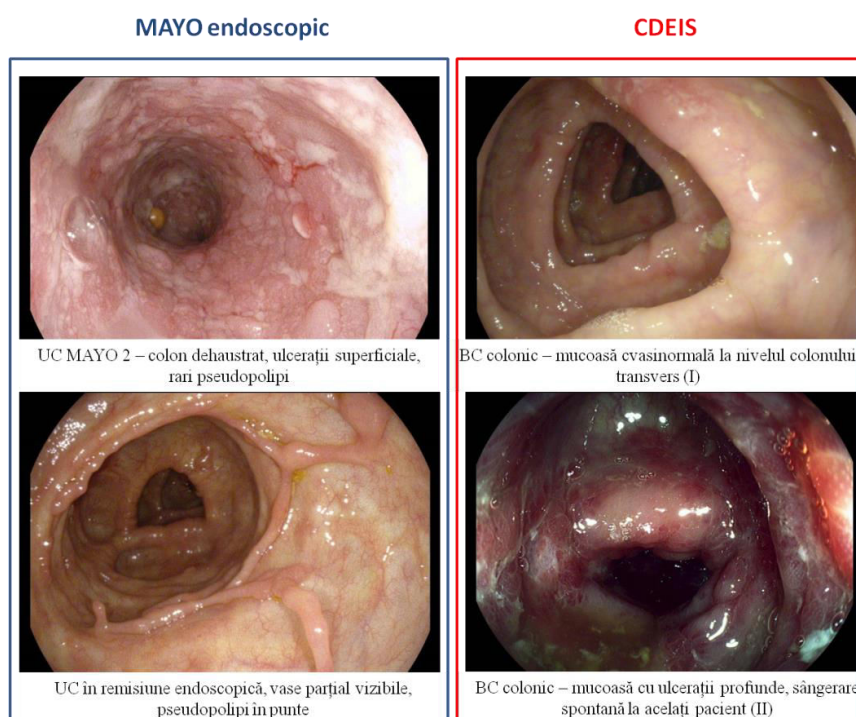 MAYO endoscopic
CDEIS
UC MAYO 2 – colon dehaustrat, ulcerații superficiale,
rari pseudopolipi
BC colonic – mucoasă cvasinormală la nivelul colonului
transvers (I)
UC în remisiune endoscopică, vase parțial vizibile,
pseudopolipi în punte
BC colonic – mucoasă cu ulcerații profunde, sângerare
spontană la acelați pacient (II)